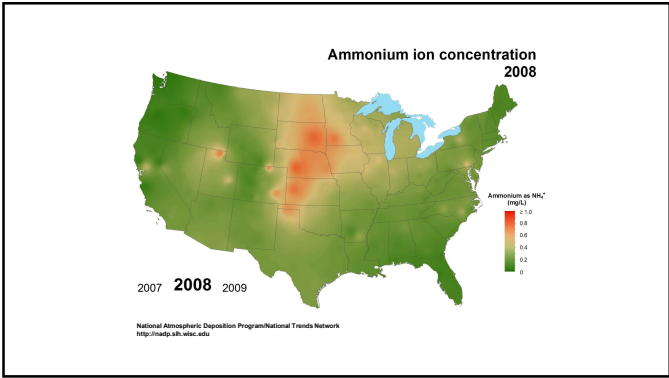 Ammonium ion concentration
2008
Ammonium as NH₄⁺
(mg/L)
≥ 1.0
0.8
0.6
0.4
0.2
0
2007 2008 2009
National Atmospheric Deposition Program/National Trends Network
http://nadp.slh.wisc.edu